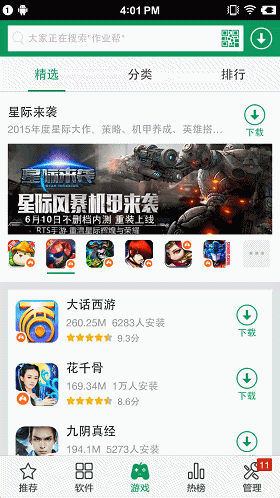 4:01 PM
大家正在搜索"作业帮"
精选 分类 排行
星际来袭
2015年度星际大作，策略、机甲养成、英雄搭...
下载
星际来袭
星际风暴机甲来袭
6月10日不删档内测 重装上线
RTS手游 重温星际辉煌与荣耀
大话西游
260.25M 6283人安装
9.3分
下载
花千骨
169.34M 1万人安装
8.6分
下载
九阴真经
194.1M 5273人安装
下载
推荐 软件 游戏 热榜 管理
11